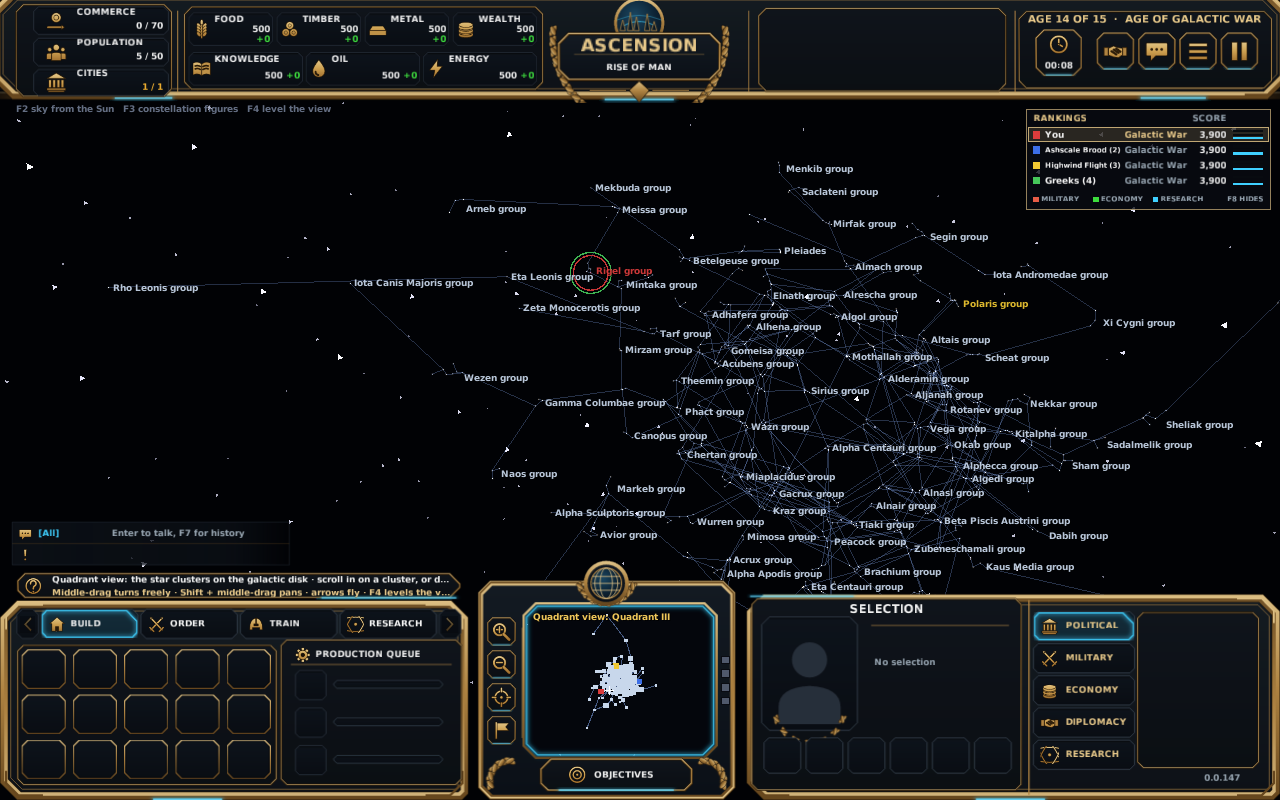 COMMERCE
0 / 70
POPULATION
5 / 50
CITIES
1 / 1
FOOD
500
+0
TIMBER
500
+0
METAL
500
+0
WEALTH
500
+0
KNOWLEDGE
500 +0
OIL
500 +0
ENERGY
500 +0
ASCENSION
RISE OF MAN
AGE 14 OF 15 · AGE OF GALACTIC WAR
00:08
F2 sky from the Sun F3 constellation figures F4 level the view
RANKINGS SCORE
You Galactic War 3,900
Ashscale Brood (2) Galactic War 3,900
Highwind Flight (3) Galactic War 3,900
Greeks (4) Galactic War 3,900
MILITARY ECONOMY RESEARCH F8 HIDES
Menkib group
Mekbuda group
Saclateni group
Arneb group
Meissa group
Mirfak group
Segin group
Pleiades
Betelgeuse group
Almach group
Rigel group
Eta Leonis group
Iota Andromedae group
Iota Canis Majoris group
Mintaka group
Rho Leonis group
Elnath group
Alrescha group
Polaris group
Zeta Monocerotis group
Adhafera group
Algol group
Xi Cygni group
Alhena group
Tarf group
Altais group
Mirzam group
Gomeisa group
Mothallah group
Scheat group
Acubens group
Wezen group
Theemin group
Alderamin group
Sirius group
Aljanah group
Gamma Columbae group
Nekkar group
Phact group
Rotanev group
Wazn group
Sheliak group
Vega group
Kitalpha group
Canopus group
Alpha Centauri group
Okab group
Sadalmelik group
Chertan group
Alphecca group
Sham group
Naos group
Miaplacidus group
Algedi group
Markeb group
Gacrux group
Alnasl group
Alnair group
Alpha Sculptoris group
Kraz group
Wurren group
Tiaki group
Beta Piscis Austrini group
Avior group
Mimosa group
Dabih group
Peacock group
Zubeneschamali group
Acrux group
Kaus Media group
Alpha Apodis group
Brachium group
Eta Centauri group
[All] Enter to talk, F7 for history
!
Quadrant view: the star clusters on the galactic disk · scroll in on a cluster, or d...
Middle-drag turns freely · Shift + middle-drag pans · arrows fly · F4 levels the v...
BUILD
ORDER
TRAIN
RESEARCH
PRODUCTION QUEUE
Quadrant view: Quadrant III
OBJECTIVES
SELECTION
No selection
POLITICAL
MILITARY
ECONOMY
DIPLOMACY
RESEARCH
0.0.147